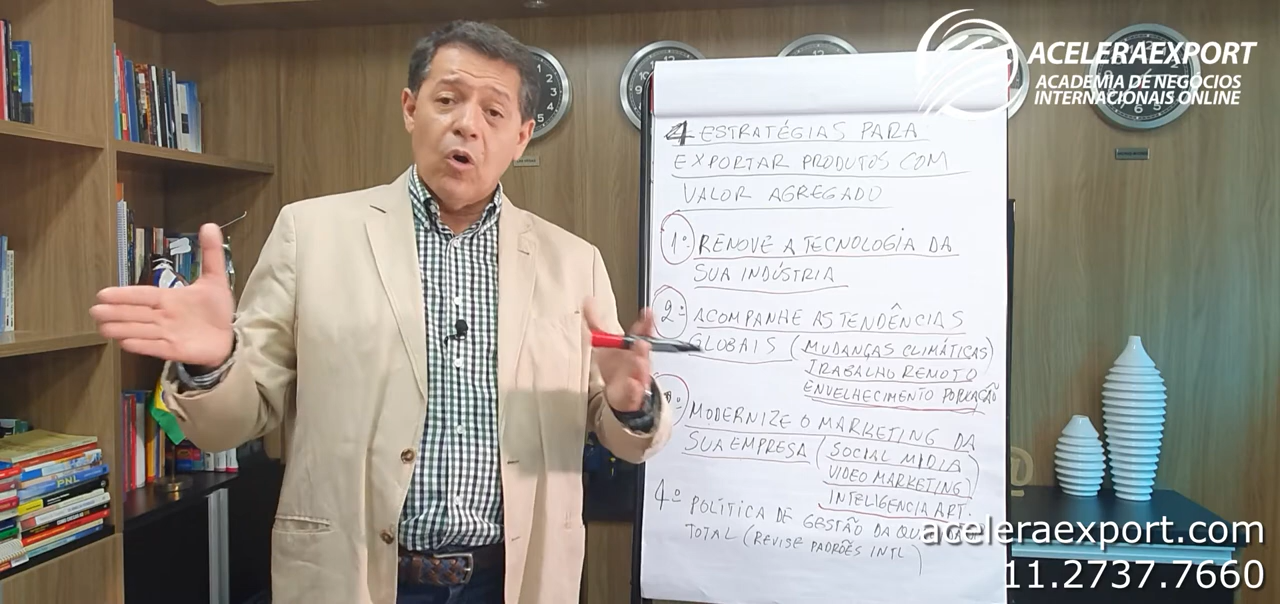 ACELERAEXPORT
ACADEMIA DE NEGÓCIOS
INTERNACIONAIS ONLINE
4 ESTRATÉGIAS PARA
EXPORTAR PRODUTOS COM
VALOR AGREGADO
1º- RENOVE A TECNOLOGIA DA
SUA INDÚSTRIA
2º- ACOMPANHE AS TENDÊNCIAS
GLOBAIS (MUDANÇAS CLIMÁTICAS)
TRABALHO REMOTO
ENVELHECIMENTO POPULAÇÃO
MODERNIZE O MARKETING DA
SUA EMPRESA (SOCIAL MIDIA
VIDEO MARKETING)
INTELIGENCIA ART.
4º POLÍTICA DE GESTÃO DA
TOTAL (REVISE PADRÕES INTL)
aceleraexport.com
11.2737.7660
PNL